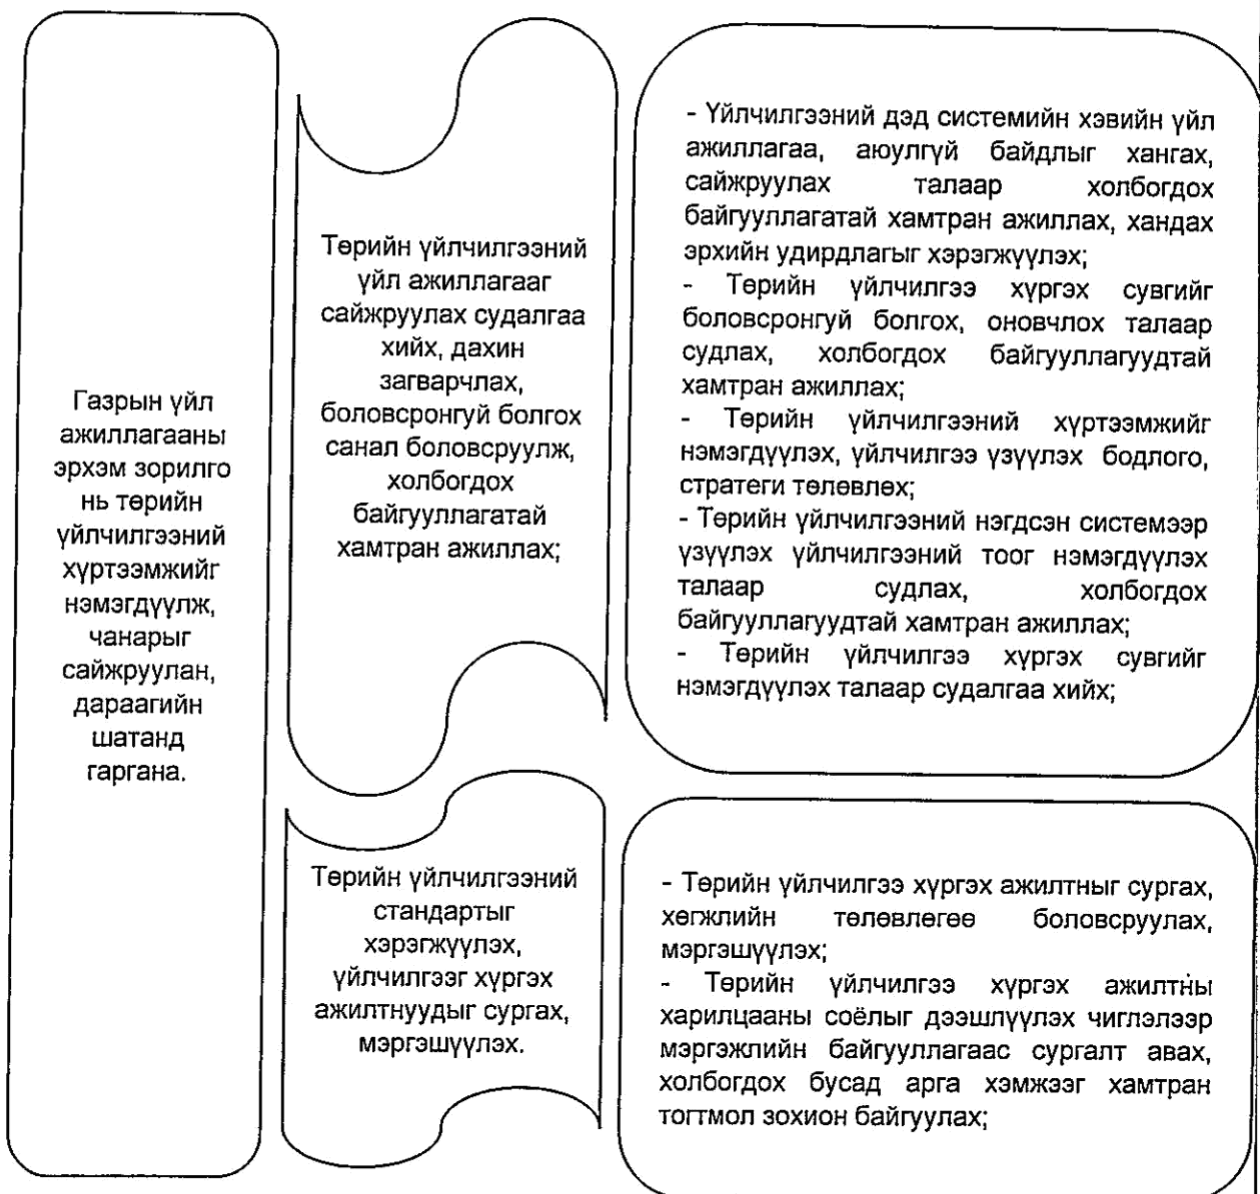 Газрын үйл
ажиллагааны
эрхэм зорилго
нь төрийн
үйлчилгээний
хүртээмжийг
нэмэгдүүлж,
чанарыг
сайжруулан,
дараагийн
шатанд
гаргана.
Төрийн үйлчилгээний
үйл ажиллагааг
сайжруулах судалгаа
хийх, дахин
загварчлах,
боловсронгуй болгох
санал боловсруулж,
холбогдох
байгууллагатай
хамтран ажиллах;
- Үйлчилгээний дэд системийн хэвийн үйл
ажиллагаа, аюулгүй байдлыг хангах,
сайжруулах талаар холбогдох
байгууллагатай хамтран ажиллах, хандах
эрхийн удирдлагыг хэрэгжүүлэх;
- Төрийн үйлчилгээ хүргэх сувгийг
боловсронгуй болгох, оновчлох талаар
судлах, холбогдох байгууллагуудтай
хамтран ажиллах;
- Төрийн үйлчилгээний хүртээмжийг
нэмэгдүүлэх, үйлчилгээ үзүүлэх бодлого,
стратеги төлөвлөх;
- Төрийн үйлчилгээний нэгдсэн системээр
үзүүлэх үйлчилгээний тоог нэмэгдүүлэх
талаар судлах, холбогдох
байгууллагуудтай хамтран ажиллах;
- Төрийн үйлчилгээ хүргэх сувгийг
нэмэгдүүлэх талаар судалгаа хийх;
Төрийн үйлчилгээний
стандартыг
хэрэгжүүлэх,
үйлчилгээг хүргэх
ажилтнуудыг сургах,
мэргэшүүлэх.
- Төрийн үйлчилгээ хүргэх ажилтныг сургах,
хөгжлийн төлөвлөгөө боловсруулах,
мэргэшүүлэх;
- Төрийн үйлчилгээ хүргэх ажилтны
харилцааны соёлыг дээшлүүлэх чиглэлээр
мэргэжлийн байгууллагаас сургалт авах,
холбогдох бусад арга хэмжээг хамтран
тогтмол зохион байгуулах;